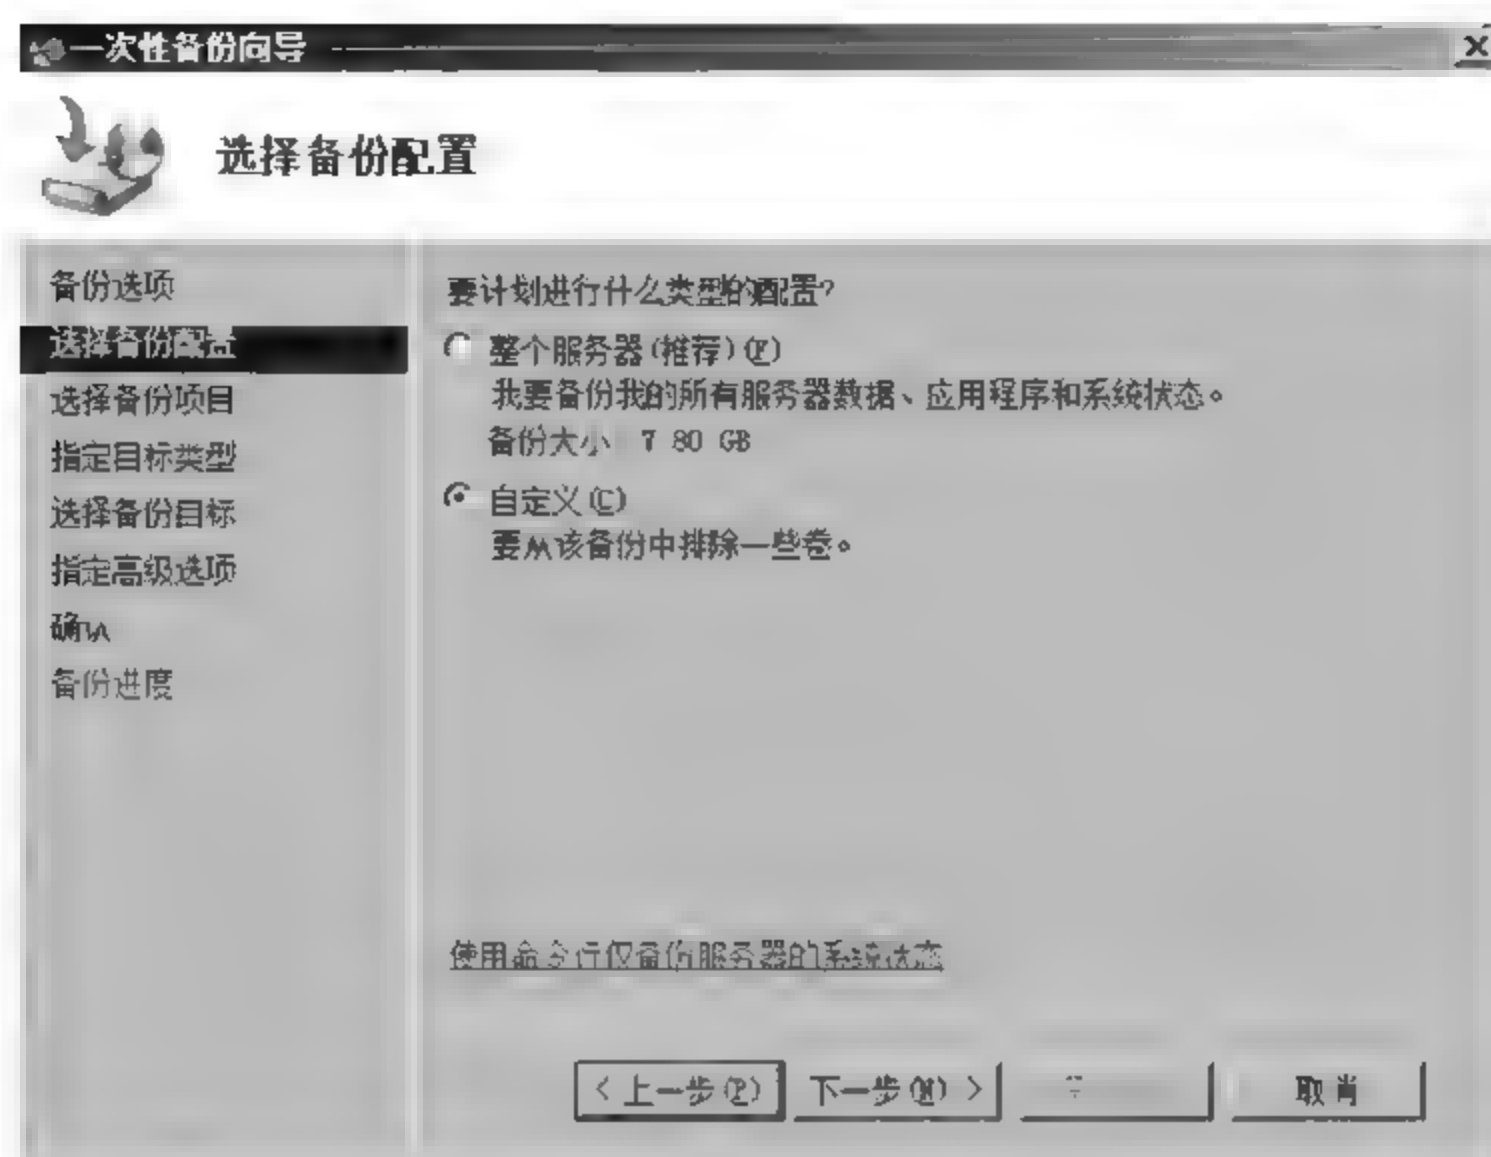 一次性备份向导
选择备份配置
备份选项
选择备份配置
选择备份项目
指定目标类型
选择备份目标
指定高级选项
确认
备份进度
要计划进行什么类型的配置?
整个服务器(推荐)(F)
我要备份我的所有服务器数据、应用程序和系统状态。
备份大小: 7.80 GB
自定义(C)
要从该备份中排除一些卷。
使用命令行仅备份服务器的系统状态
< 上一步(P)
下一步(N) >
取消